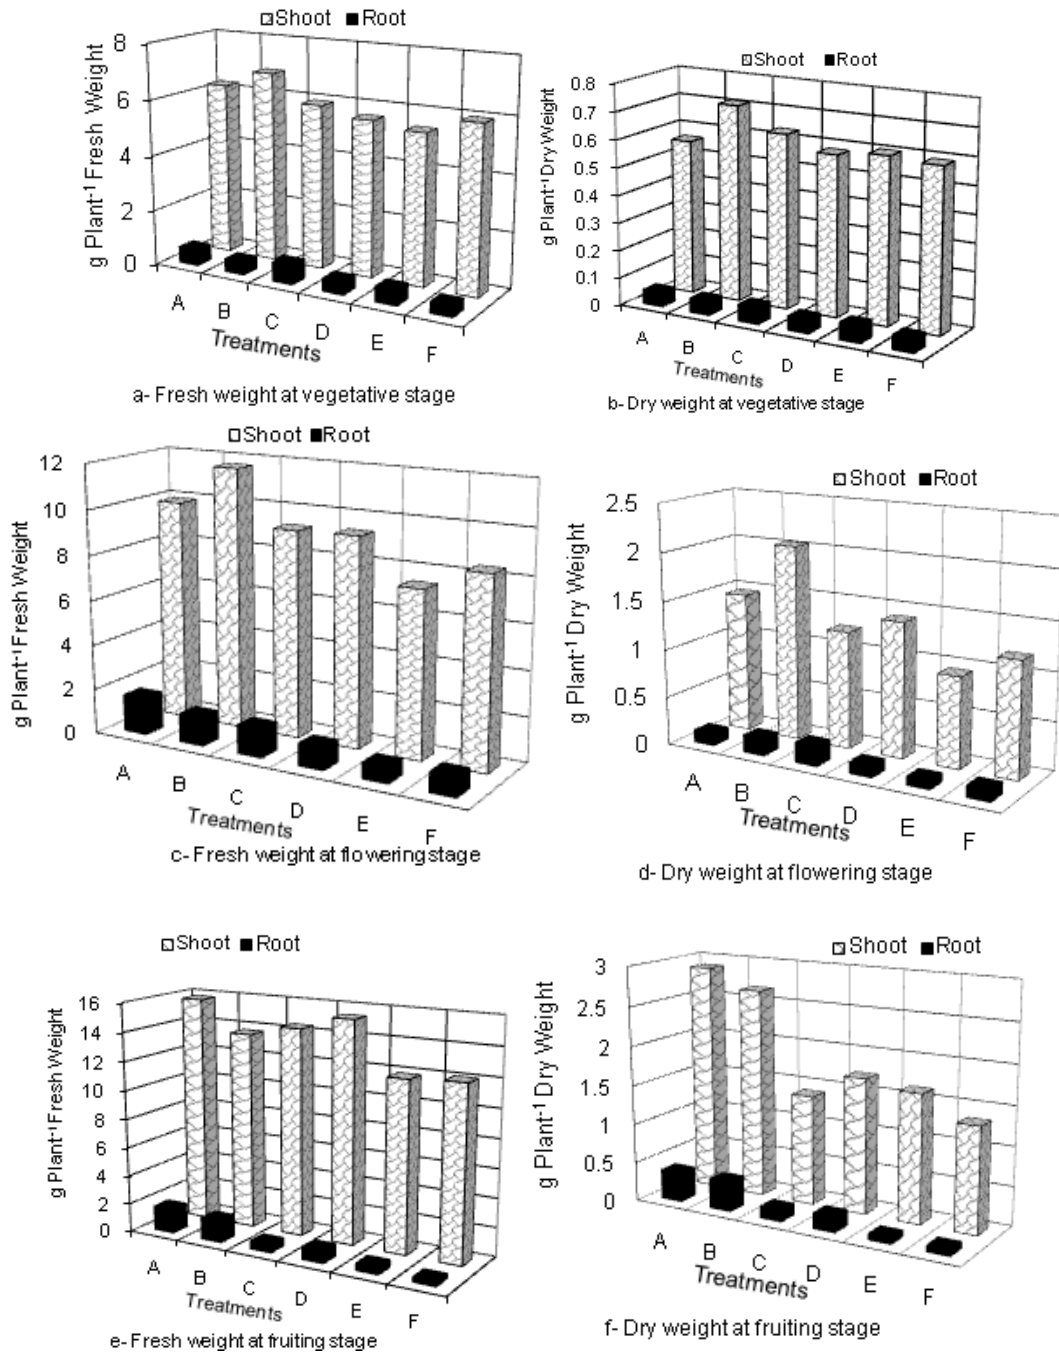 Shoot Root
g Plant-1 Fresh Weight
8
6
4
2
0
A B C D E F
Treatments
a- Fresh weight at vegetative stage
Shoot Root
g Plant-1 Dry Weight
0.8
0.7
0.6
0.5
0.4
0.3
0.2
0.1
0
A B C D E F
Treatments
b- Dry weight at vegetative stage
Shoot Root
g Plant-1 Fresh Weight
12
10
8
6
4
2
0
A B C D E F
Treatments
c- Fresh weight at flowering stage
Shoot Root
g Plant-1 Dry Weight
2.5
2
1.5
1
0.5
0
A B C D E F
Treatments
d- Dry weight at flowering stage
Shoot Root
g Plant-1 Fresh Weight
16
14
12
10
8
6
4
2
0
A B C D E F
Treatments
e- Fresh weight at fruiting stage
Shoot Root
g Plant-1 Dry Weight
3
2.5
2
1.5
1
0.5
0
A B C D E F
Treatments
f- Dry weight at fruiting stage